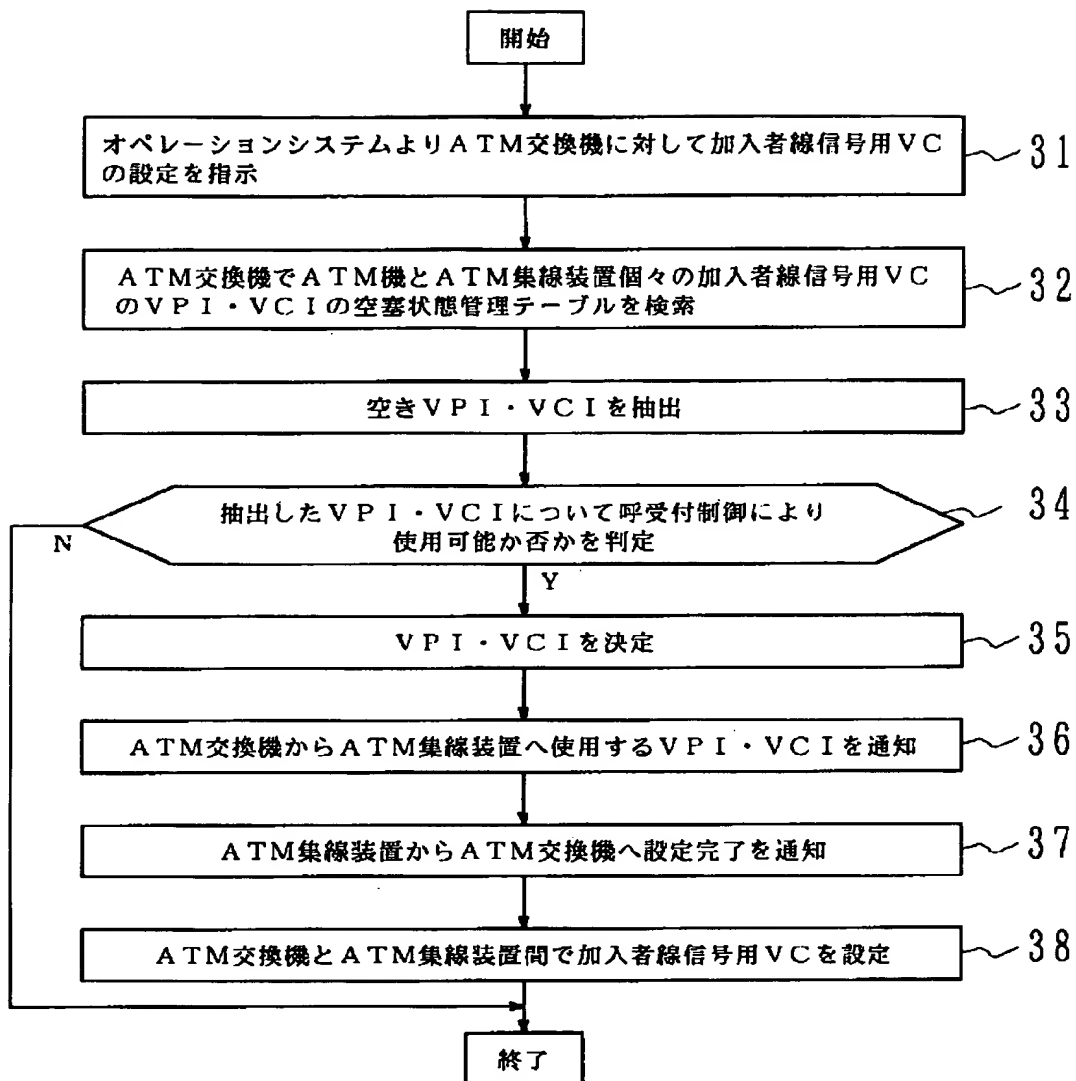 開始
オペレーションシステムよりATM交換機に対して加入者線信号用VC
の設定を指示
31
ATM交換機でATM機とATM集線装置個々の加入者線信号用VC
のVPI・VCIの空塞状態管理テーブルを検索
32
空きVPI・VCIを抽出
33
抽出したVPI・VCIについて呼受付制御により
使用可能か否かを判定
34
N
Y
VPI・VCIを決定
35
ATM交換機からATM集線装置へ使用するVPI・VCIを通知
36
ATM集線装置からATM交換機へ設定完了を通知
37
ATM交換機とATM集線装置間で加入者線信号用VCを設定
38
終了